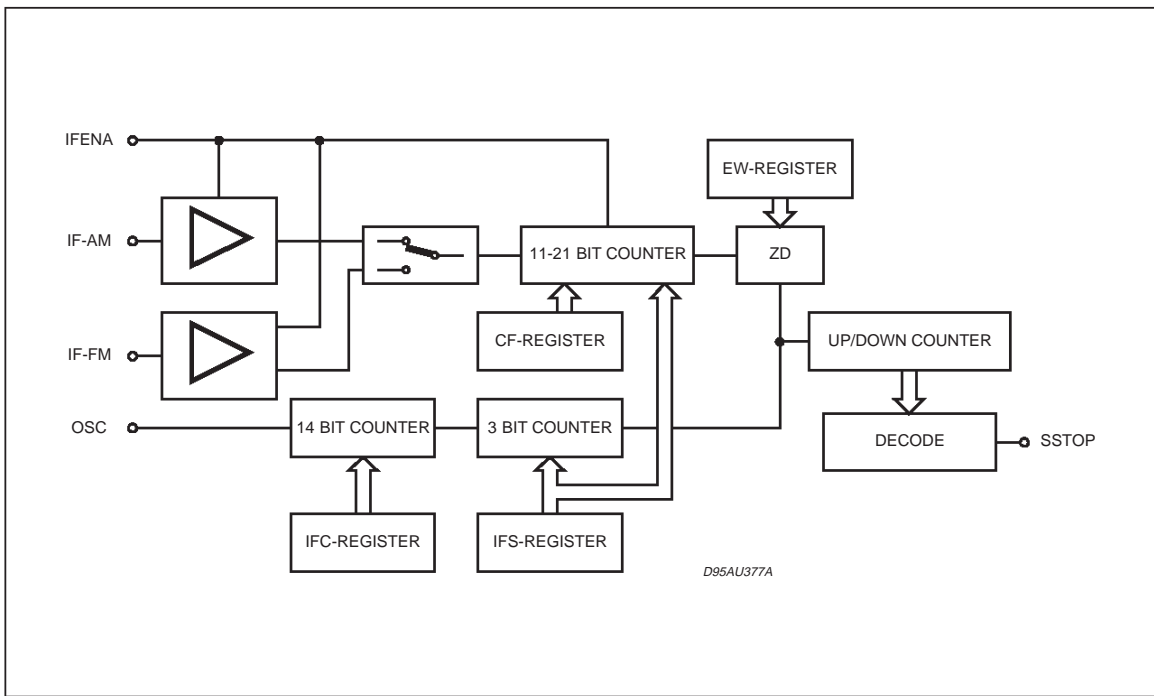 IFENA
EW-REGISTER
IF-AM
11-21 BIT COUNTER
ZD
CF-REGISTER
UP/DOWN COUNTER
IF-FM
OSC
14 BIT COUNTER
3 BIT COUNTER
DECODE
SSTOP
IFC-REGISTER
IFS-REGISTER
D95AU377A